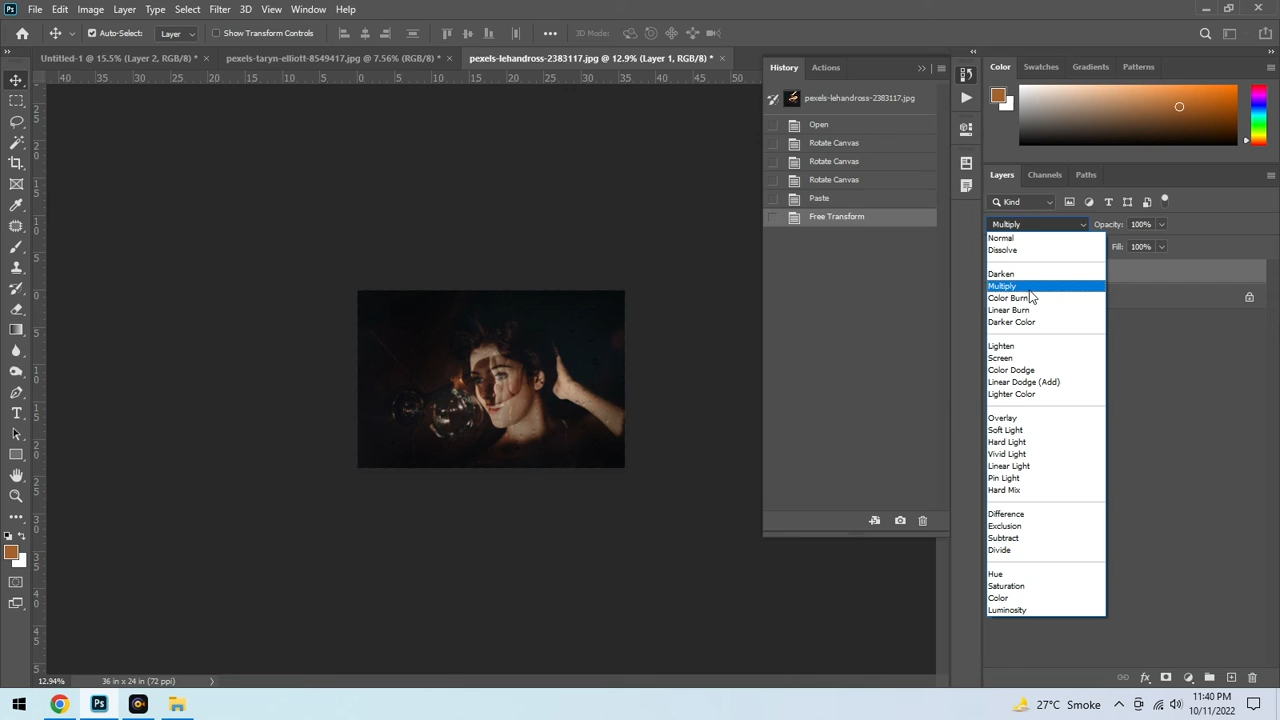 Ps File Edit Image Layer Type Select Filter 3D View Window Help
Auto-Select: Layer Show Transform Controls 3D Mode:
Untitled-1 @ 15.5% (Layer 2, RGB/8) * pexels-taryn-elliott-8549417.jpg @ 7.56% (RGB/8) * pexels-lehandross-2383117.jpg @ 12.9% (Layer 1, RGB/8) *
40 35 30 25 20 15 10 5 0 5 10 15 20 25 30 35 40 45 50
History Actions
pexels-lehandross-2383117.jpg
Open
Rotate Canvas
Rotate Canvas
Rotate Canvas
Paste
Free Transform
Color Swatches Gradients Patterns
Layers Channels Paths
Kind
Multiply Opacity: 100%
Fill: 100%
Normal
Dissolve
Darken
Multiply
Color Burn
Linear Burn
Darker Color
Lighten
Screen
Color Dodge
Linear Dodge (Add)
Lighter Color
Overlay
Soft Light
Hard Light
Vivid Light
Linear Light
Pin Light
Hard Mix
Difference
Exclusion
Subtract
Divide
Hue
Saturation
Color
Luminosity
12.94% 36 in x 24 in (72 ppi)
Ps
27°C Smoke
11:40 PM
10/11/2022